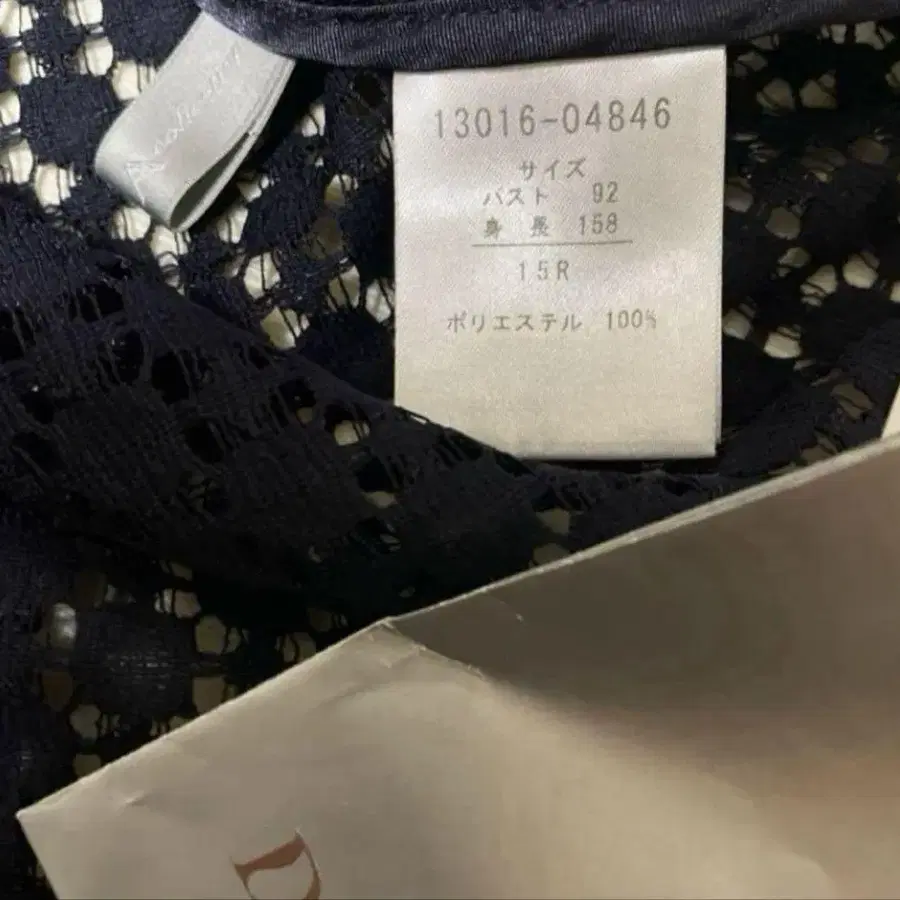 13016-04846
サイズ
バスト 92
身長 158
15R
ポリエステル 100%
D